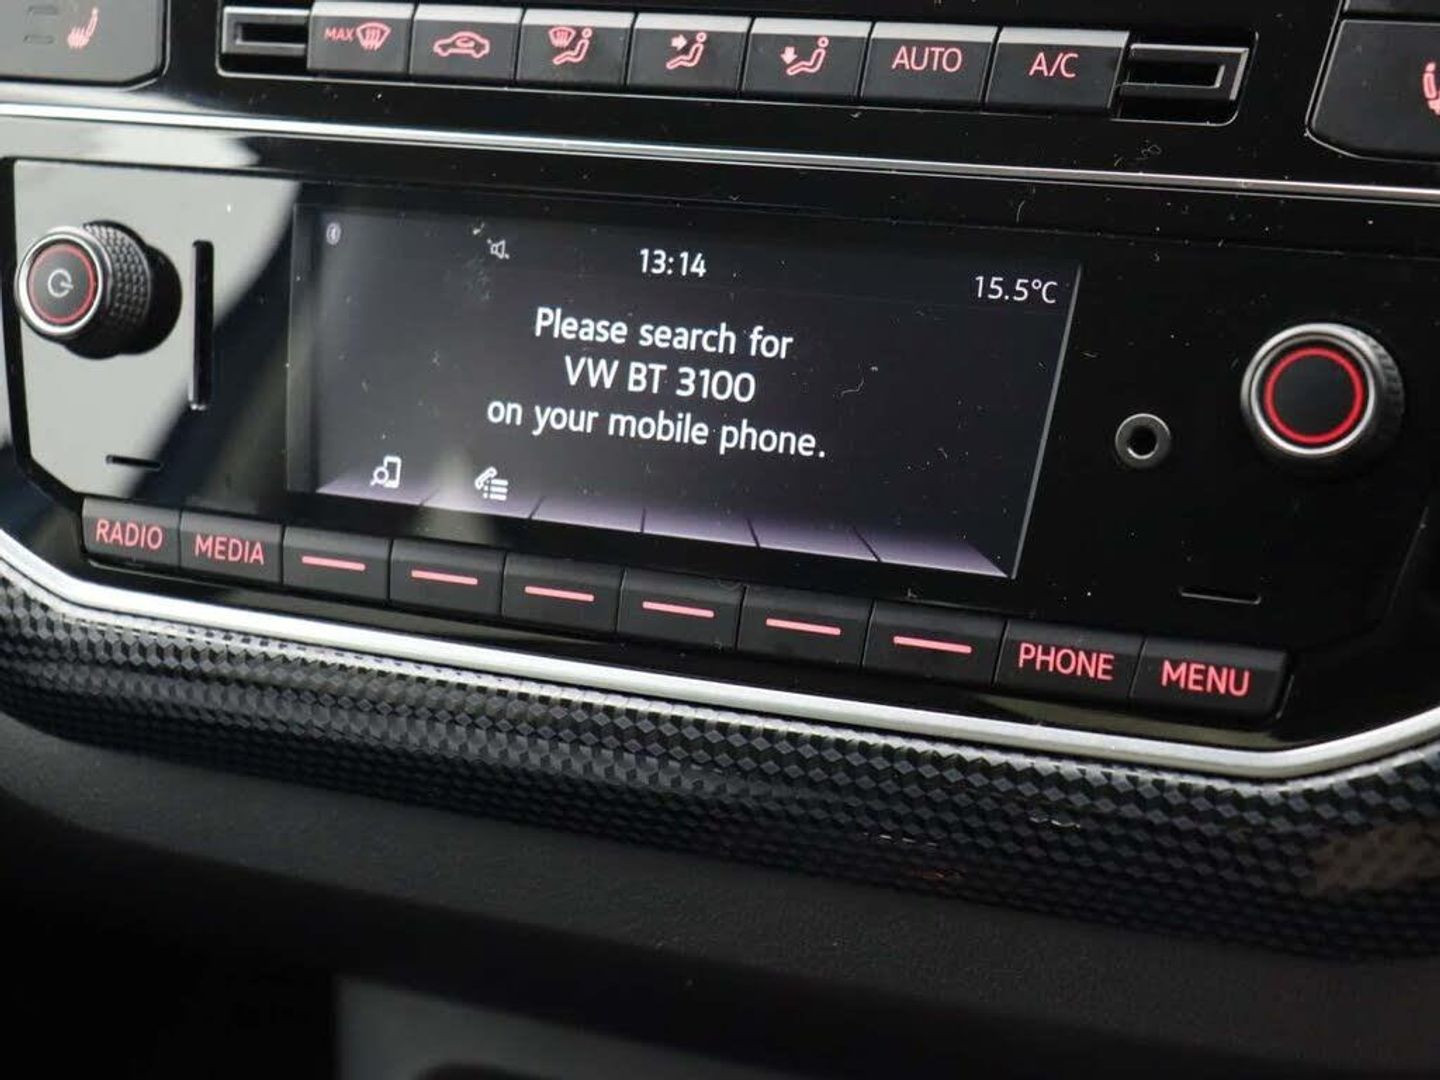 MAX
AUTO
A/C
13:14
15.5°C
Please search for
VW BT 3100
on your mobile phone.
RADIO
MEDIA
PHONE
MENU